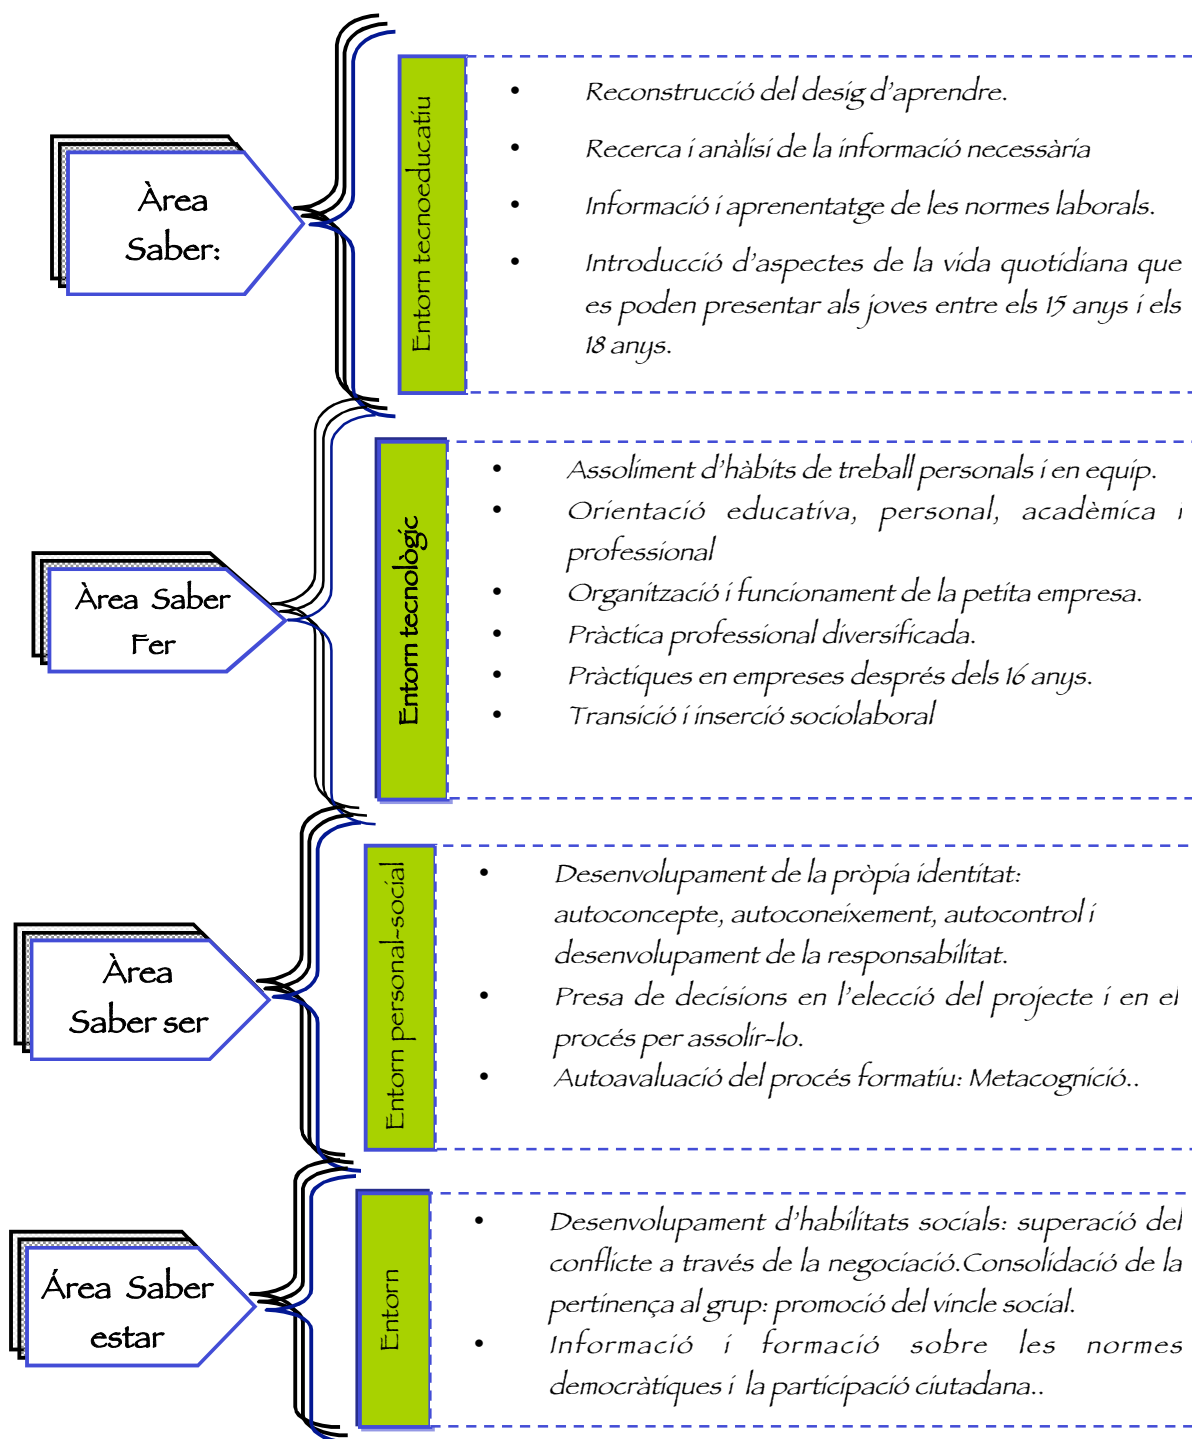 Àrea
Saber:
Entorn tecnoeducatiu
• Reconstrucció del desig d’aprendre.
• Recerca i anàlisi de la informació necessària
• Informació i aprenentatge de les normes laborals.
• Introducció d’aspectes de la vida quotidiana que
es poden presentar als joves entre els 15 anys i els
18 anys.
Àrea Saber
Fer
Entorn tecnològic
• Assoliment d’hàbits de treball personals i en equip.
• Orientació educativa, personal, acadèmica i
professional
• Organització i funcionament de la petita empresa.
• Pràctica professional diversificada.
• Pràctiques en empreses després dels 16 anys.
• Transició i inserció sociolaboral
Àrea
Saber ser
Entorn personal-social
• Desenvolupament de la pròpia identitat:
autoconcepte, autoconeixement, autocontrol i
desenvolupament de la responsabilitat.
• Presa de decisions en l’elecció del projecte i en el
procés per assolir-lo.
• Autoavaluació del procés formatiu: Metacognició..
Área Saber
estar
Entorn
• Desenvolupament d’habilitats socials: superació del
conflicte a través de la negociació.Consolidació de la
pertinença al grup: promoció del vincle social.
• Informació i formació sobre les normes
democràtiques i la participació ciutadana..